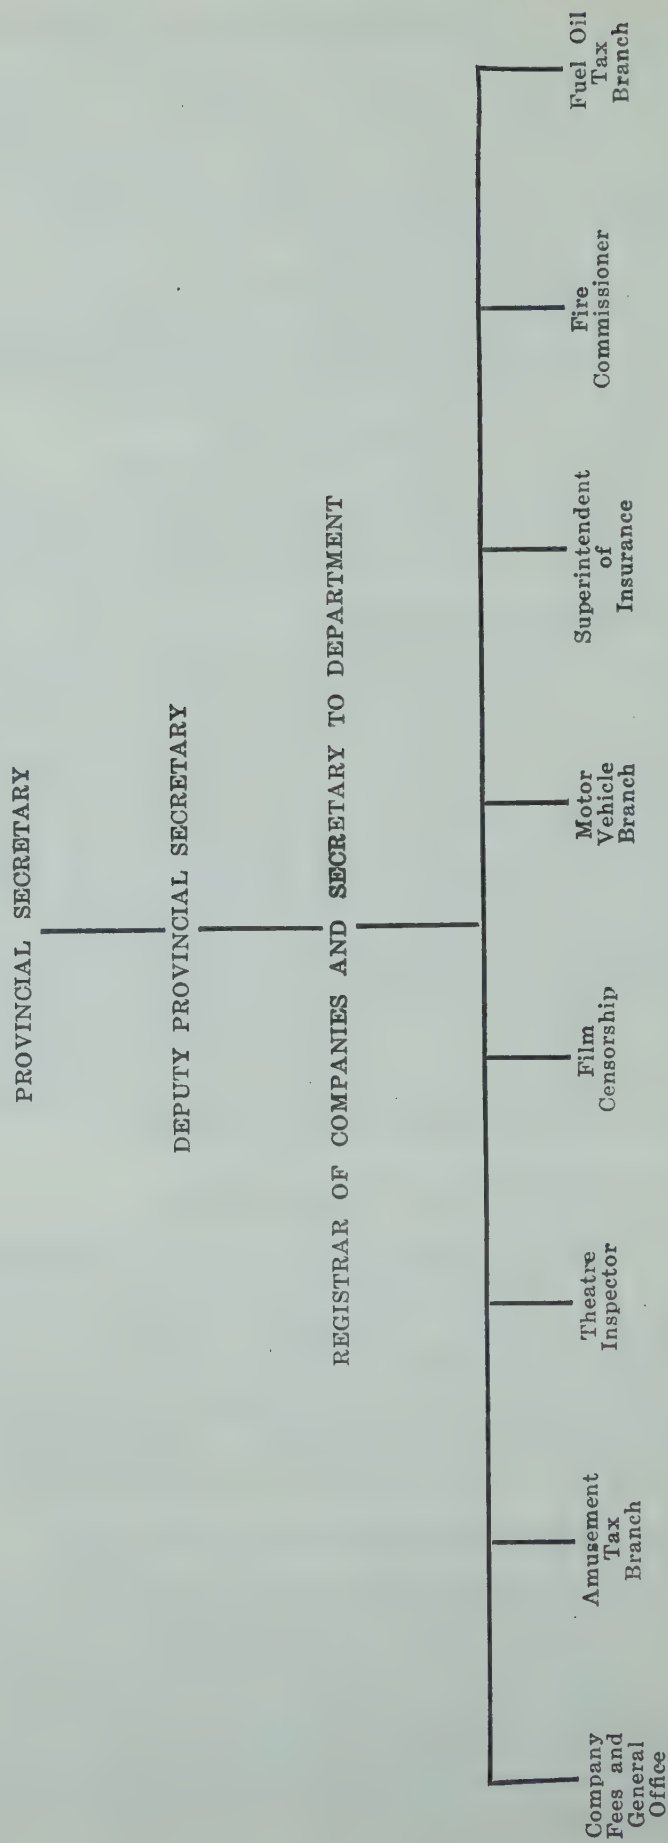 PROVINCIAL SECRETARY
DEPUTY PROVINCIAL SECRETARY
REGISTRAR OF COMPANIES AND SECRETARY TO DEPARTMENT
Company
Fees and
General
Office
Amusement
Tax
Branch
Theatre
Inspector
Film
Censorship
Motor
Vehicle
Branch
Superintendent
of
Insurance
Fire
Commissioner
Fuel Oil
Tax
Branch